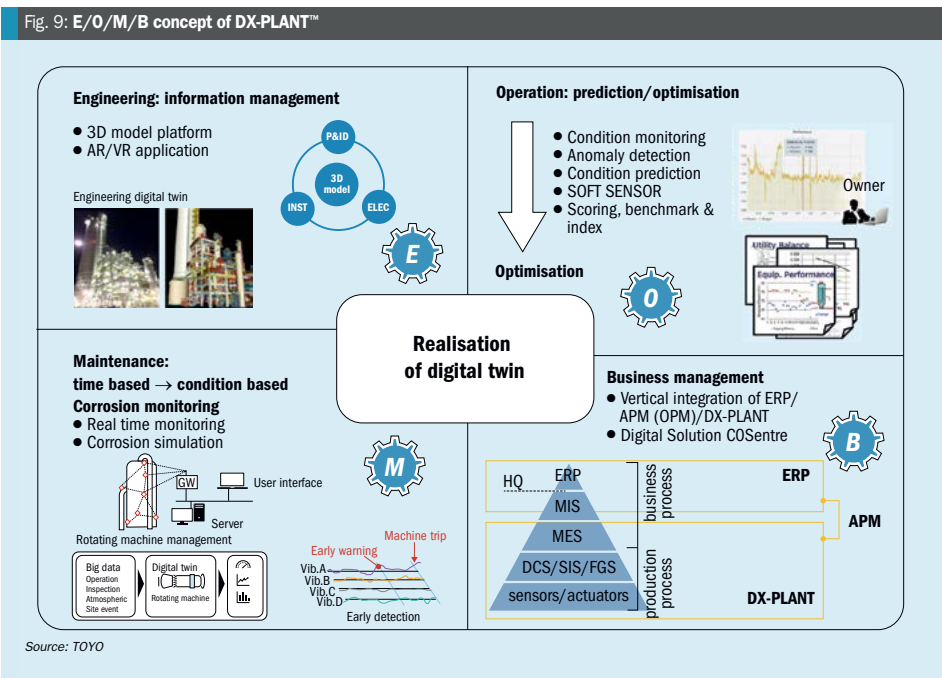 Fig. 9: E/O/M/B concept of DX-PLANT™
Engineering: information management
● 3D model platform
● AR/VR application
Engineering digital twin
P&ID
3D
model
INST
ELEC
E
Operation: prediction/optimisation
● Condition monitoring
● Anomaly detection
● Condition prediction
● SOFT SENSOR
● Scoring, benchmark &
index
Optimisation
Owner
Utility Balance
Equip. Performance
O
Realisation
of digital twin
Maintenance:
time based → condition based
Corrosion monitoring
● Real time monitoring
● Corrosion simulation
GW
User interface
Server
M
Rotating machine management
Big data
Operation
Inspection
Atmospheric
Site event
Digital twin
Rotating machine
Early warning
Machine trip
Vib.A
Vib.B
Vib.C
Vib.D
Early detection
Business management
● Vertical integration of ERP/
APM (OPM)/DX-PLANT
● Digital Solution COSentre
B
HQ
ERP
MIS
MES
DCS/SIS/FGS
sensors/actuators
business
process
production
process
ERP
APM
DX-PLANT
Source: TOYO